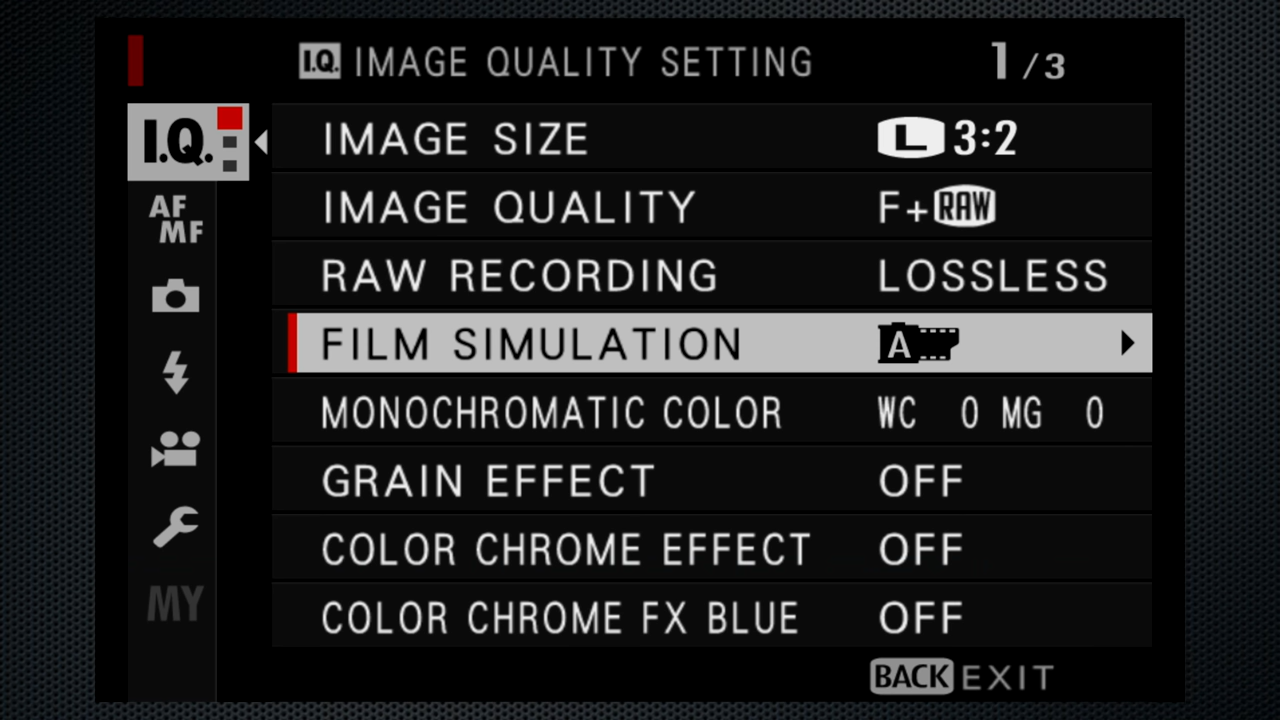 I.Q. IMAGE QUALITY SETTING 1/3
I.Q.
IMAGE SIZE L 3:2
IMAGE QUALITY F+RAW
AF
MF
RAW RECORDING LOSSLESS
FILM SIMULATION A
MONOCHROMATIC COLOR WC 0 MG 0
GRAIN EFFECT OFF
COLOR CHROME EFFECT OFF
MY
COLOR CHROME FX BLUE OFF
BACK EXIT